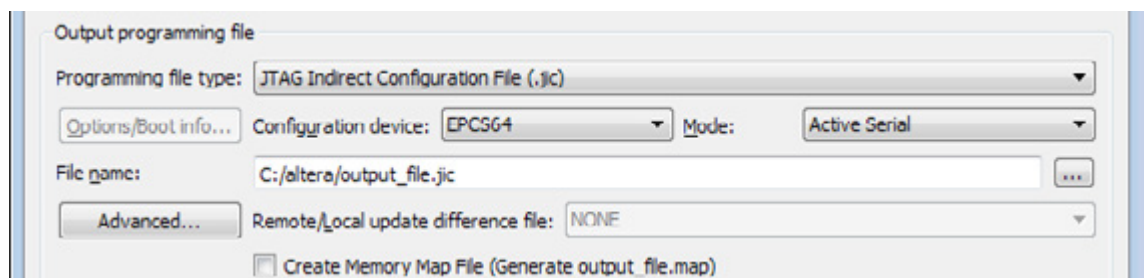 Output programming file
Programming file type: JTAG Indirect Configuration File (.jic)
Options/Boot info... Configuration device: EPCS64 Mode: Active Serial
File name: C:/altera/output_file.jic ...
Advanced... Remote/Local update difference file: NONE
Create Memory Map File (Generate output_file.map)